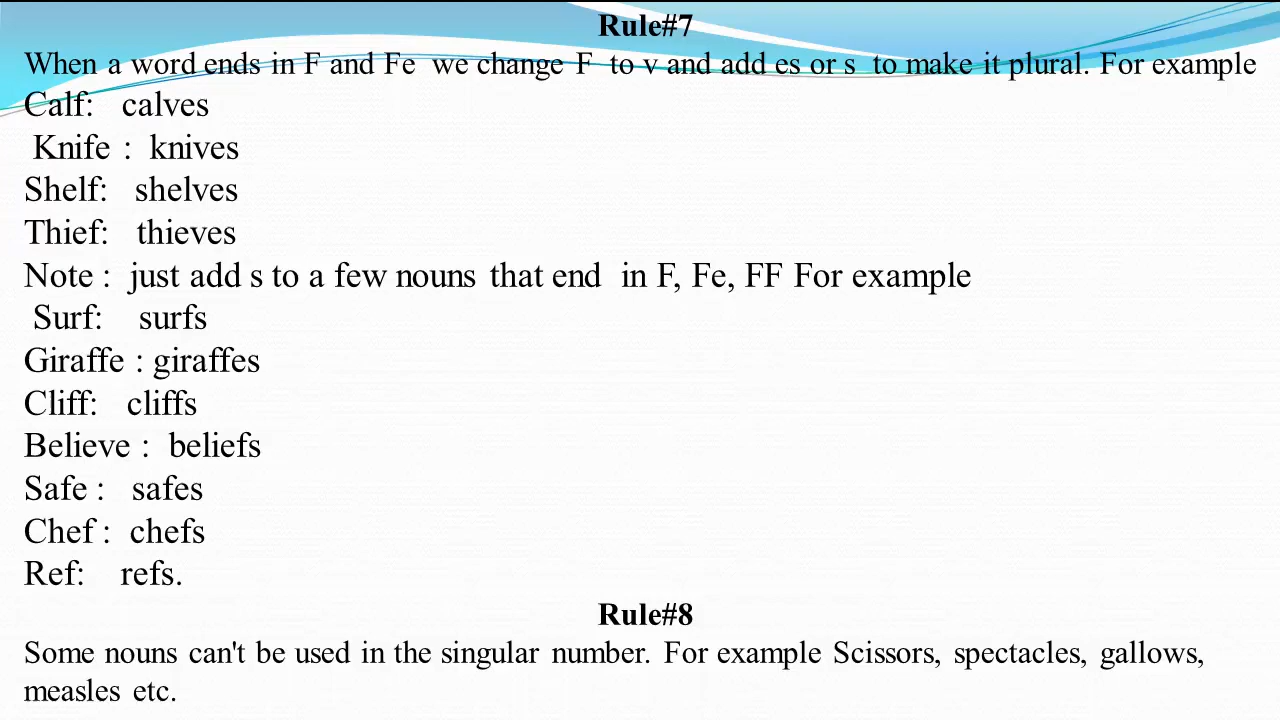 Rule#7
When a word ends in F and Fe we change F to v and add es or s to make it plural. For example
Calf: calves
Knife : knives
Shelf: shelves
Thief: thieves
Note : just add s to a few nouns that end in F, Fe, FF For example
Surf: surfs
Giraffe : giraffes
Cliff: cliffs
Believe : beliefs
Safe : safes
Chef : chefs
Ref: refs.
Rule#8
Some nouns can't be used in the singular number. For example Scissors, spectacles, gallows,
measles etc.